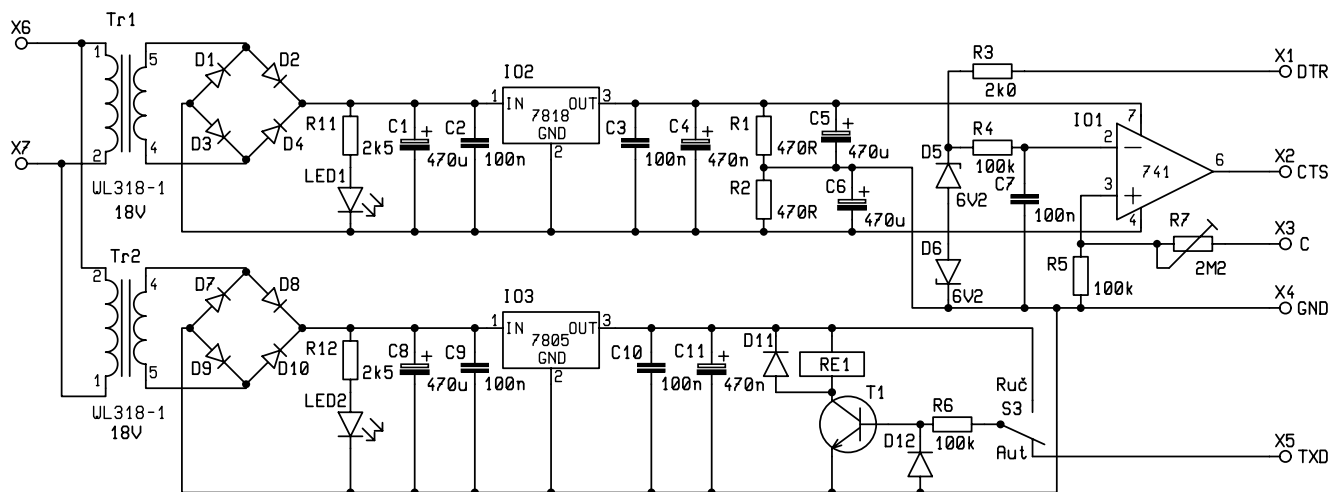 Tr1
X6
1
2
5
4
D1
D2
D3
D4
X7
WL318-1
18V
R11
2k5
LED1
C1
+
470u
C2
100n
1
IO2
IN
OUT
7818
GND
2
3
C3
100n
C4
+
470n
R1
470R
R2
470R
C5
+
470u
C6
+
470u
R3
2k0
X1
DTR
D5
6V2
D6
6V2
R4
100k
C7
100n
IO1
2
3
7
4
6
741
−
+
X2
CTS
R7
2M2
X3
C
R5
100k
X4
GND
Tr2
2
1
4
5
D7
D8
D9
D10
WL318-1
18V
R12
2k5
LED2
C8
+
470u
C9
100n
1
IO3
IN
OUT
7805
GND
2
3
C10
100n
C11
+
470n
D11
RE1
T1
D12
R6
100k
Ruč
S3
Aut
X5
TXD